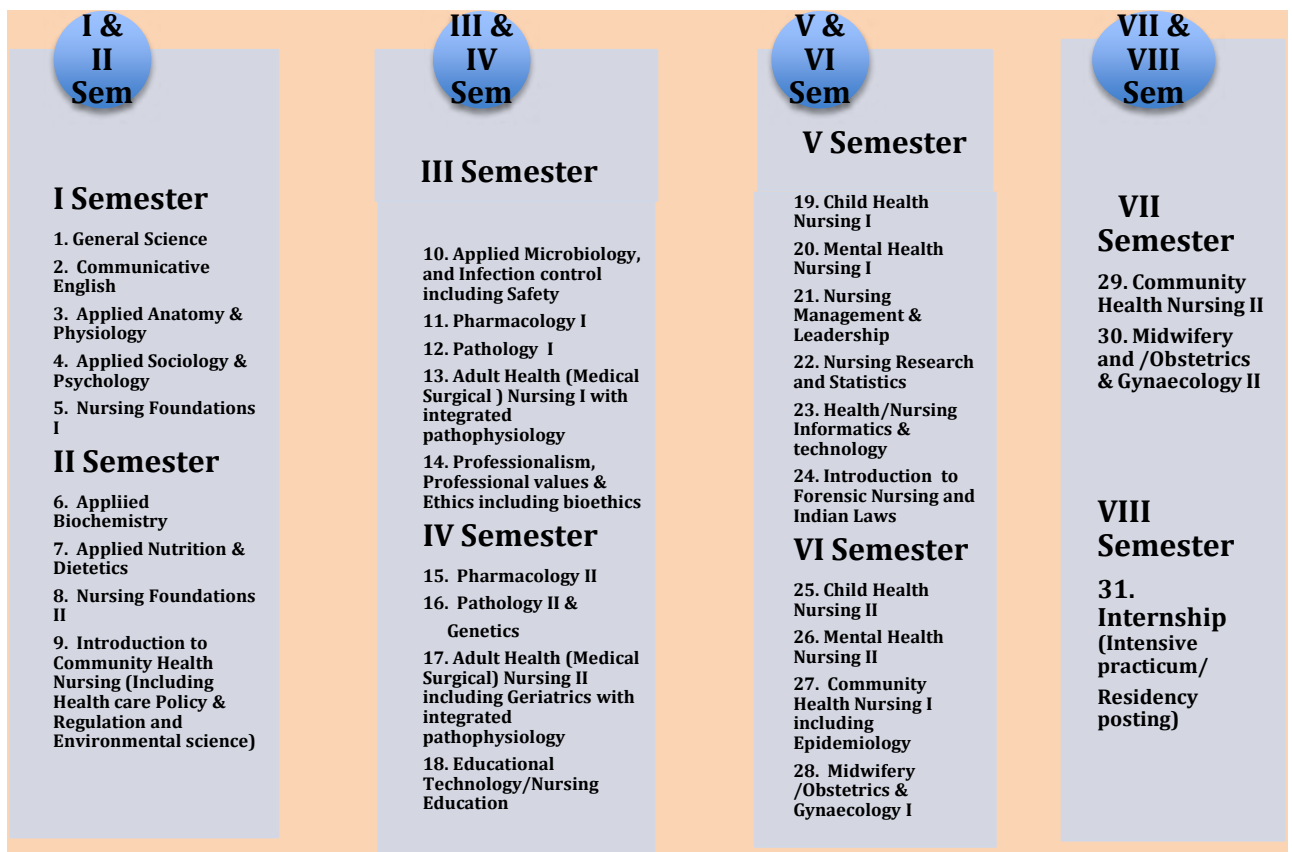 I &
II
Sem
I Semester
1. General Science
2. Communicative
English
3. Applied Anatomy &
Physiology
4. Applied Sociology &
Psychology
5. Nursing Foundations
I
II Semester
6. Appliied
Biochemistry
7. Applied Nutrition &
Dietetics
8. Nursing Foundations
II
9. Introduction to
Community Health
Nursing (Including
Health care Policy &
Regulation and
Environmental science)
III &
IV
Sem
III Semester
10. Applied Microbiology,
and Infection control
including Safety
11. Pharmacology I
12. Pathology I
13. Adult Health (Medical
Surgical ) Nursing I with
integrated
pathophysiology
14. Professionalism,
Professional values &
Ethics including bioethics
IV Semester
15. Pharmacology II
16. Pathology II &
Genetics
17. Adult Health (Medical
Surgical) Nursing II
including Geriatrics with
integrated
pathophysiology
18. Educational
Technology/Nursing
Education
V &
VI
Sem
V Semester
19. Child Health
Nursing I
20. Mental Health
Nursing I
21. Nursing
Management &
Leadership
22. Nursing Research
and Statistics
23. Health/Nursing
Informatics &
technology
24. Introduction to
Forensic Nursing and
Indian Laws
VI Semester
25. Child Health
Nursing II
26. Mental Health
Nursing II
27. Community
Health Nursing I
including
Epidemiology
28. Midwifery
/Obstetrics &
Gynaecology I
VII &
VIII
Sem
VII
Semester
29. Community
Health Nursing II
30. Midwifery
and /Obstetrics
& Gynaecology II
VIII
Semester
31.
Internship
(Intensive
practicum/
Residency
posting)